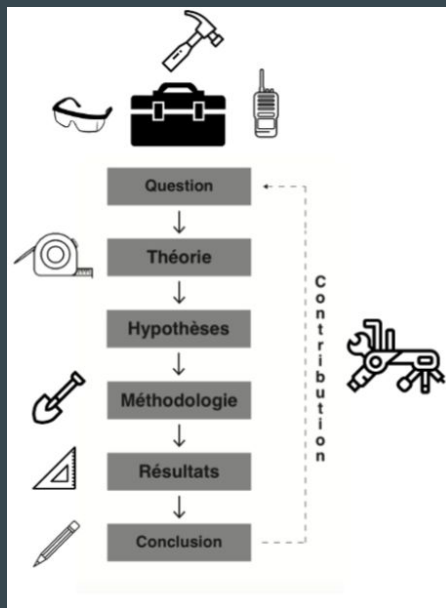 Question
Théorie
Hypothèses
Méthodologie
Résultats
Conclusion
Contribution